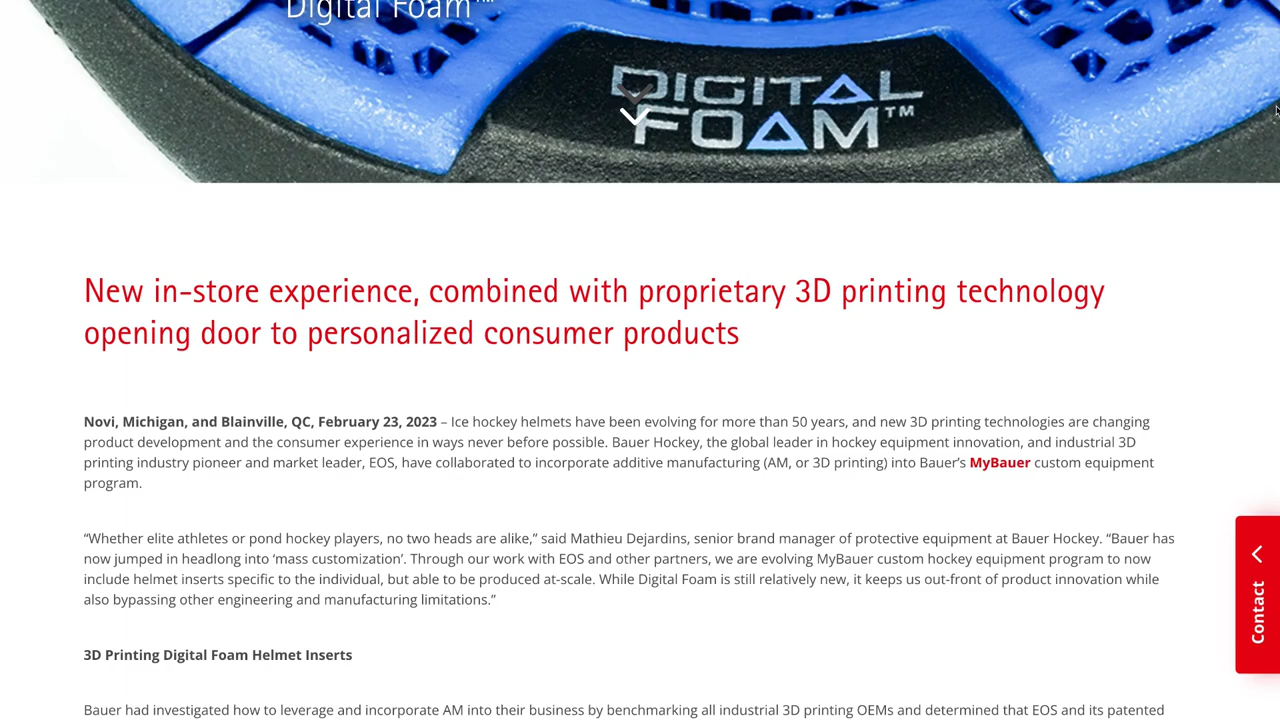 Digital Foam™
DIGITAL
FOAM™
New in-store experience, combined with proprietary 3D printing technology
opening door to personalized consumer products
Novi, Michigan, and Blainville, QC, February 23, 2023 – Ice hockey helmets have been evolving for more than 50 years, and new 3D printing technologies are changing
product development and the consumer experience in ways never before possible. Bauer Hockey, the global leader in hockey equipment innovation, and industrial 3D
printing industry pioneer and market leader, EOS, have collaborated to incorporate additive manufacturing (AM, or 3D printing) into Bauer’s MyBauer custom equipment
program.
“Whether elite athletes or pond hockey players, no two heads are alike,” said Mathieu Dejardins, senior brand manager of protective equipment at Bauer Hockey. “Bauer has
now jumped in headlong into ‘mass customization’. Through our work with EOS and other partners, we are evolving MyBauer custom hockey equipment program to now
include helmet inserts specific to the individual, but able to be produced at-scale. While Digital Foam is still relatively new, it keeps us out-front of product innovation while
also bypassing other engineering and manufacturing limitations.”
Contact
3D Printing Digital Foam Helmet Inserts
Bauer had investigated how to leverage and incorporate AM into their business by benchmarking all industrial 3D printing OEMs and determined that EOS and its patented